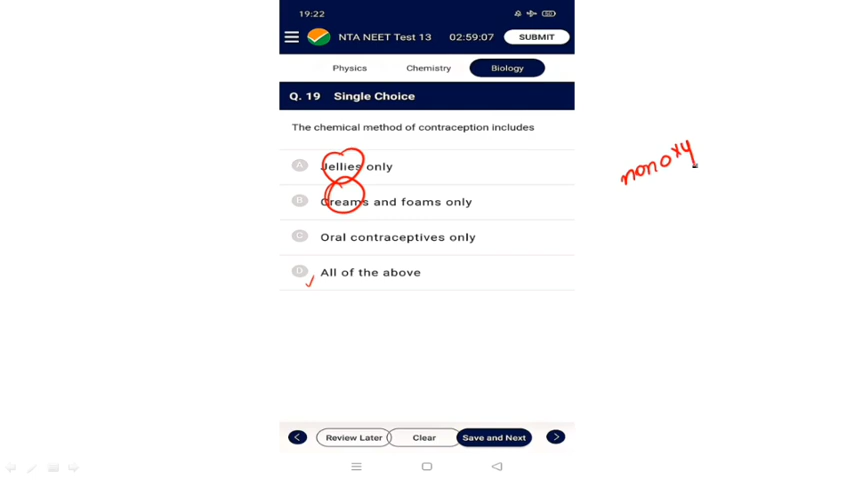 19:22
NTA NEET Test 13 02:59:07 SUBMIT
Physics Chemistry Biology
Q. 19 Single Choice
The chemical method of contraception includes
A Jellies only
B Creams and foams only
C Oral contraceptives only
D All of the above
nonoxy
Review Later Clear Save and Next